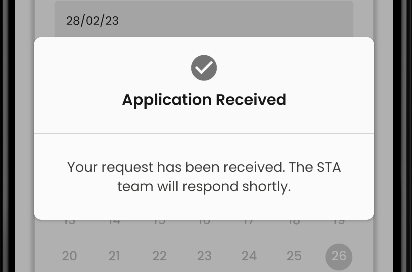 28/02/23
Application Received
Your request has been received. The STA
team will respond shortly.
13 14 15 16 17 18 19
20 21 22 23 24 25 26